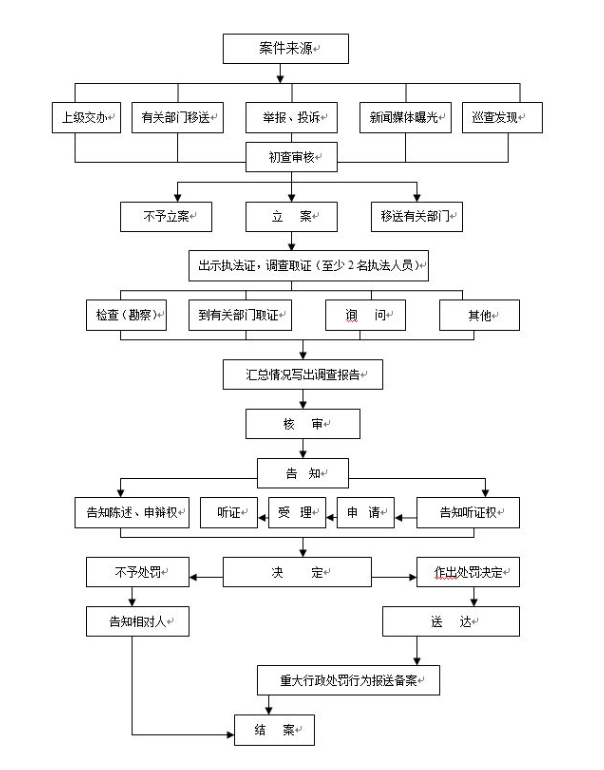 案件来源
上级交办
有关部门移送
举报、投诉
新闻媒体曝光
巡查发现
初查审核
不予立案
立 案
移送有关部门
出示执法证，调查取证（至少2名执法人员）
检查（勘察）
到有关部门取证
询 问
其他
汇总情况写出调查报告
核 审
告 知
告知陈述、申辩权
听证
受 理
申 请
告知听证权
不予处罚
决 定
作出处罚决定
告知相对人
送 达
重大行政处罚行为报送备案
结 案